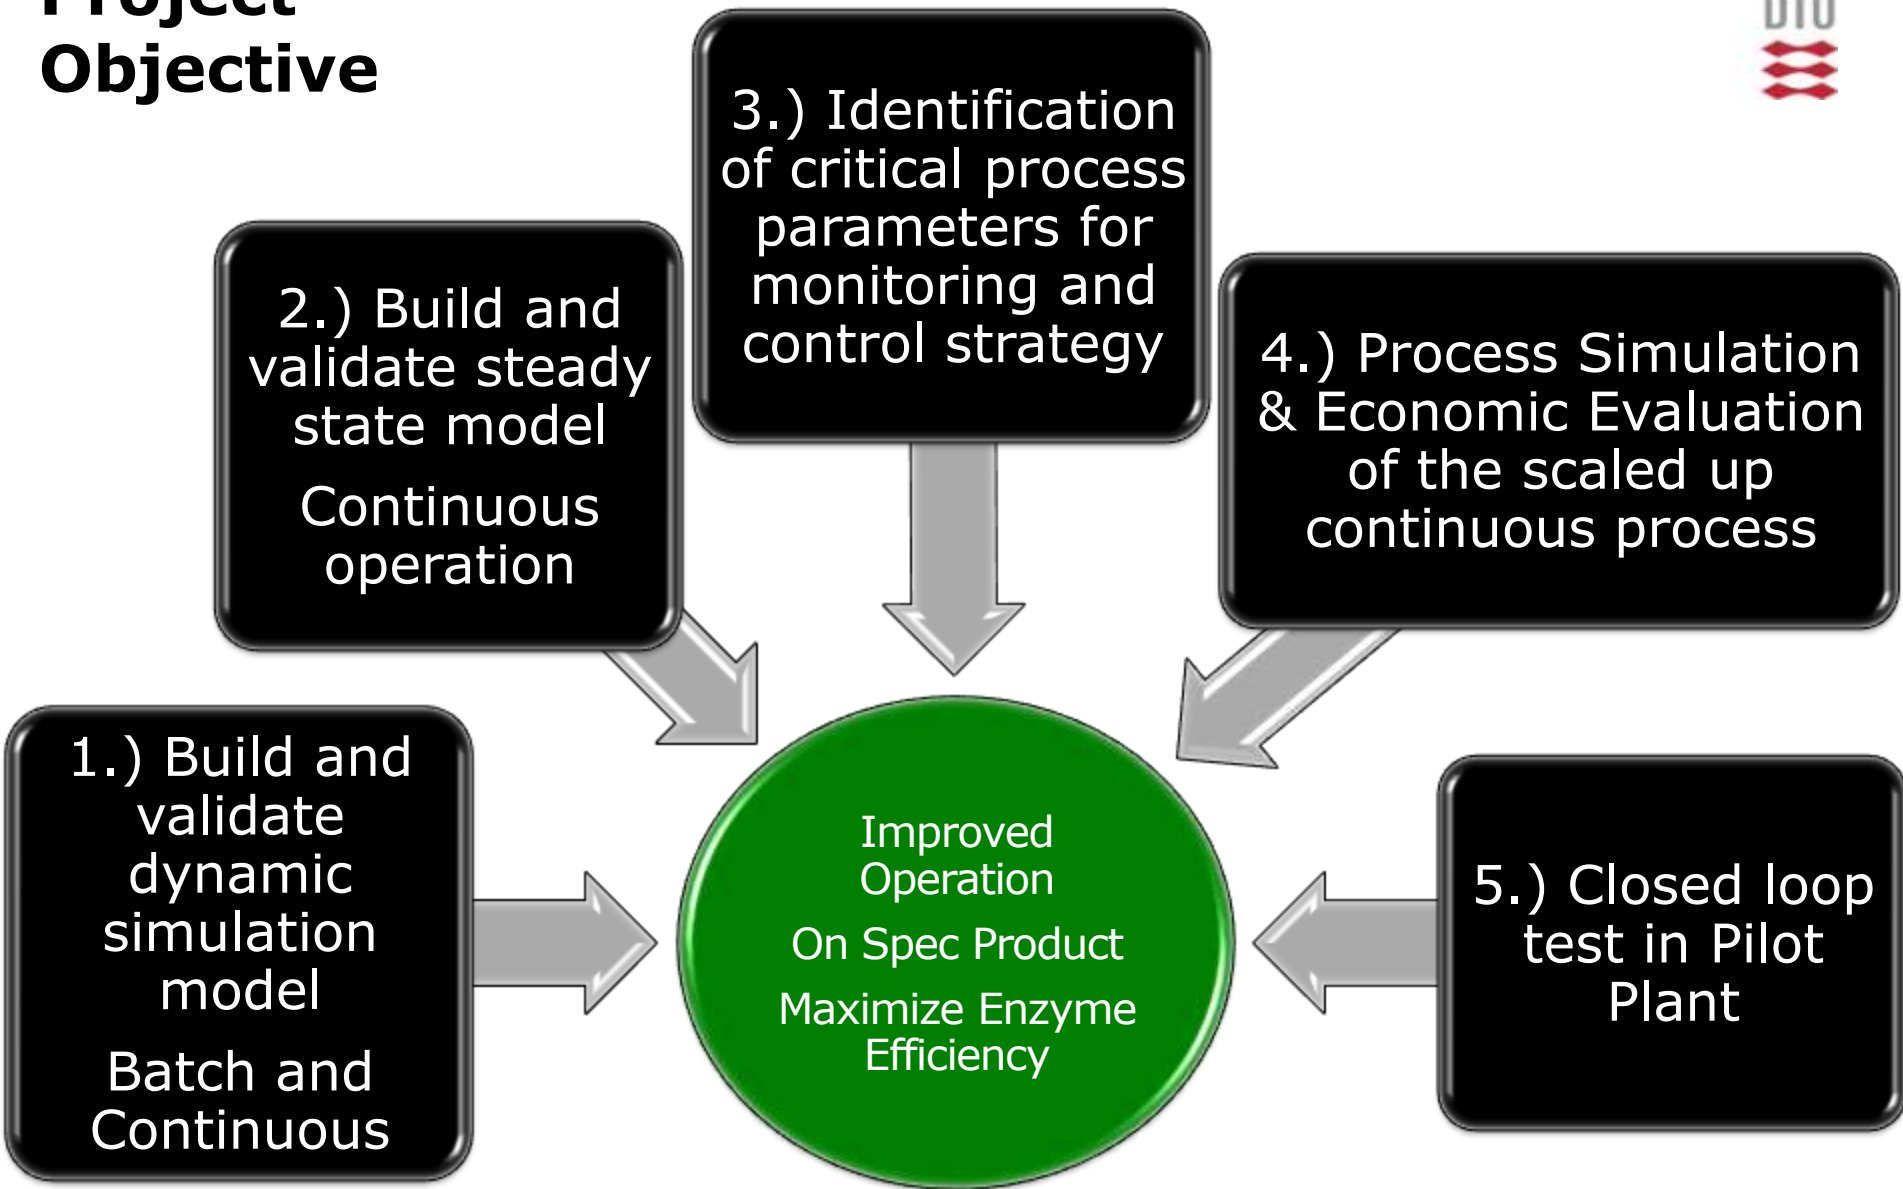 Project
Objective
DTU
3.) Identification
of critical process
parameters for
monitoring and
control strategy
2.) Build and
validate steady
state model
Continuous
operation
4.) Process Simulation
& Economic Evaluation
of the scaled up
continuous process
1.) Build and
validate
dynamic
simulation
model
Batch and
Continuous
Improved
Operation
On Spec Product
Maximize Enzyme
Efficiency
5.) Closed loop
test in Pilot
Plant